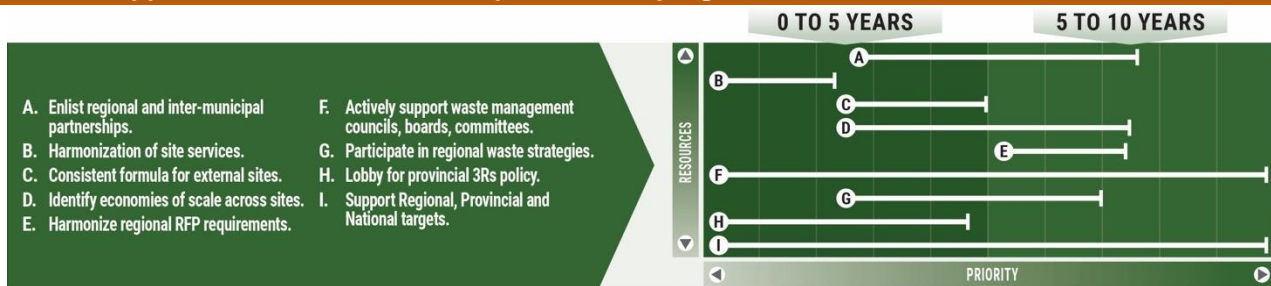 0 TO 5 YEARS
5 TO 10 YEARS
A. Enlist regional and inter-municipal
partnerships.
B. Harmonization of site services.
C. Consistent formula for external sites.
D. Identify economies of scale across sites.
E. Harmonize regional RFP requirements.
F. Actively support waste management
councils, boards, committees.
G. Participate in regional waste strategies.
H. Lobby for provincial 3Rs policy.
I. Support Regional, Provincial and
National targets.
RESOURCES
A
B
C
D
E
F
G
H
I
PRIORITY